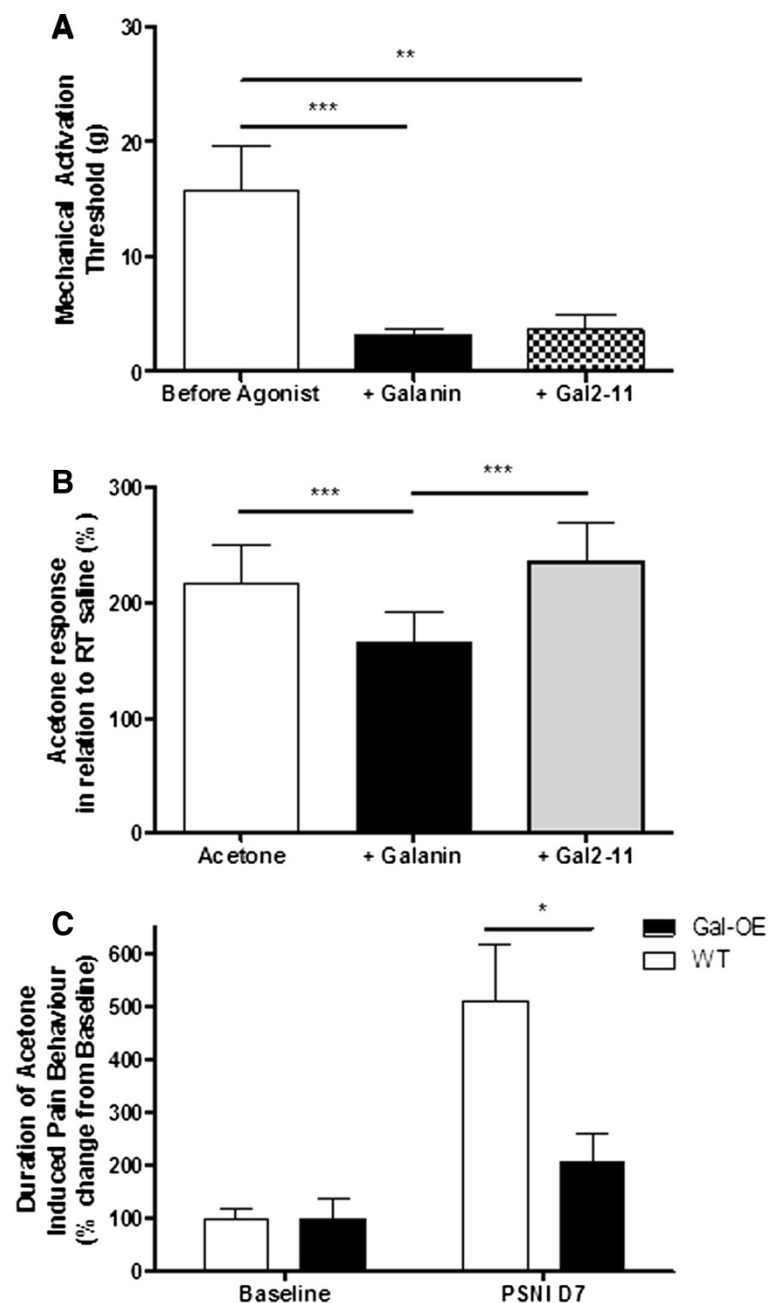 A
30
20
10
0
Mechanical Activation
Threshold (g)
**
***
Before Agonist
+ Galanin
+ Gal2-11
B
300
200
100
0
Acetone response
in relation to RT saline (%)
***
***
Acetone
+ Galanin
+ Gal2-11
C
600
500
400
300
200
100
0
Duration of Acetone
Induced Pain Behaviour
(% change from Baseline)
*
Gal-OE
WT
Baseline
PSNI D7